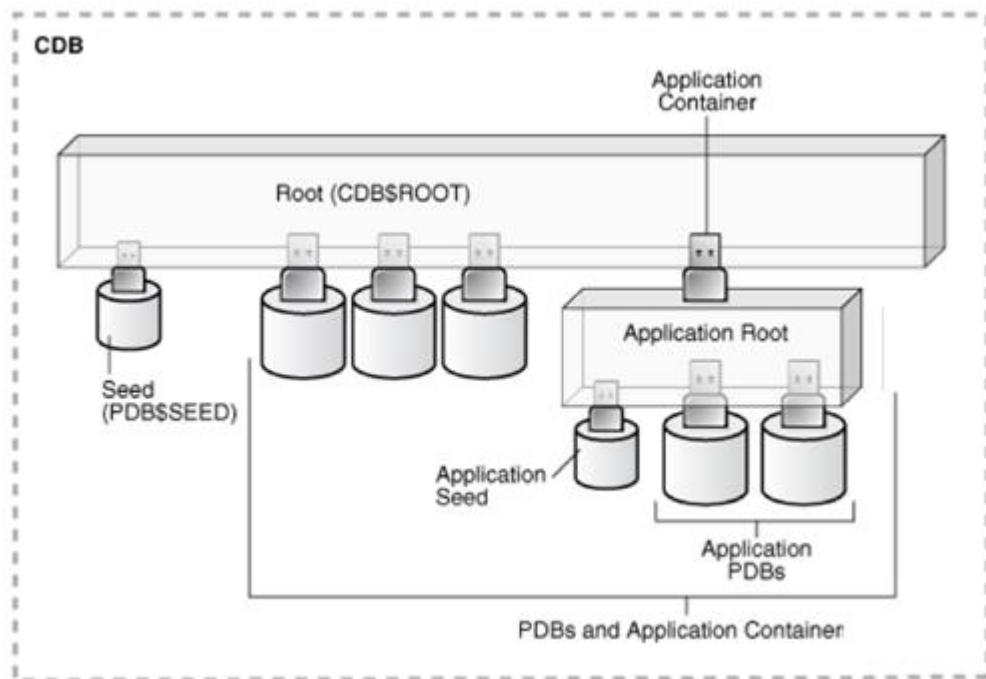 CDB
Application
Container
Root (CDB$ROOT)
Application Root
Seed
(PDB$SEED)
Application
Seed
Application
PDBs
PDBs and Application Container